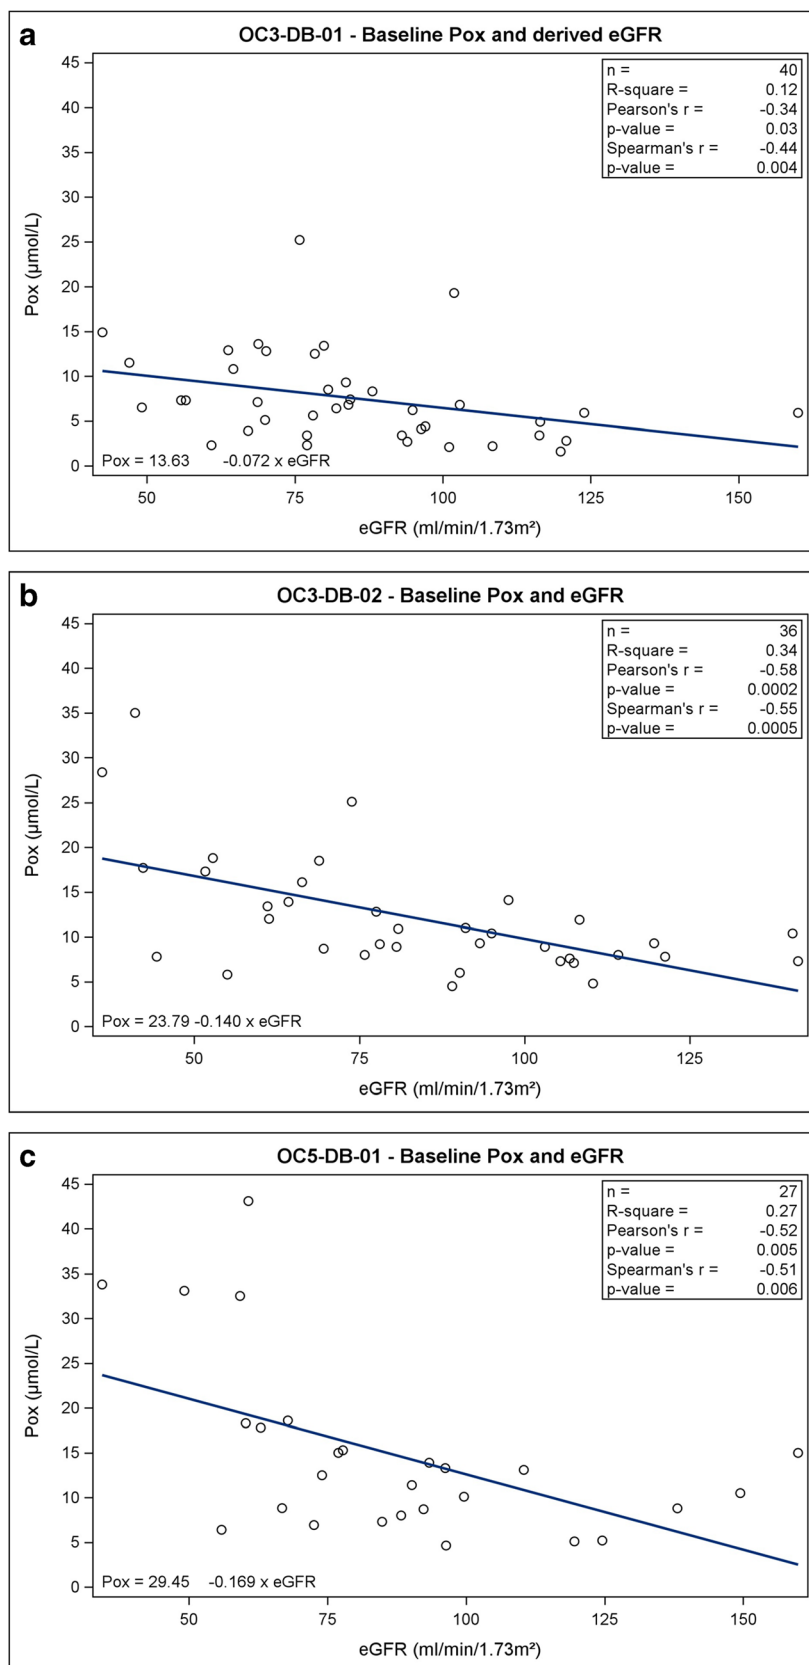 a
OC3-DB-01 - Baseline Pox and derived eGFR
n = 40
R-square = 0.12
Pearson's r = -0.34
p-value = 0.03
Spearman's r = -0.44
p-value = 0.004
45
40
35
30
25
20
15
10
5
0
Pox (µmol/L)
Pox = 13.63 -0.072 x eGFR
50 75 100 125 150
eGFR (ml/min/1.73m²)
b
OC3-DB-02 - Baseline Pox and eGFR
n = 36
R-square = 0.34
Pearson's r = -0.58
p-value = 0.0002
Spearman's r = -0.55
p-value = 0.0005
45
40
35
30
25
20
15
10
5
0
Pox (µmol/L)
Pox = 23.79 -0.140 x eGFR
50 75 100 125
eGFR (ml/min/1.73m²)
c
OC5-DB-01 - Baseline Pox and eGFR
n = 27
R-square = 0.27
Pearson's r = -0.52
p-value = 0.005
Spearman's r = -0.51
p-value = 0.006
45
40
35
30
25
20
15
10
5
0
Pox (µmol/L)
Pox = 29.45 -0.169 x eGFR
50 75 100 125 150
eGFR (ml/min/1.73m²)